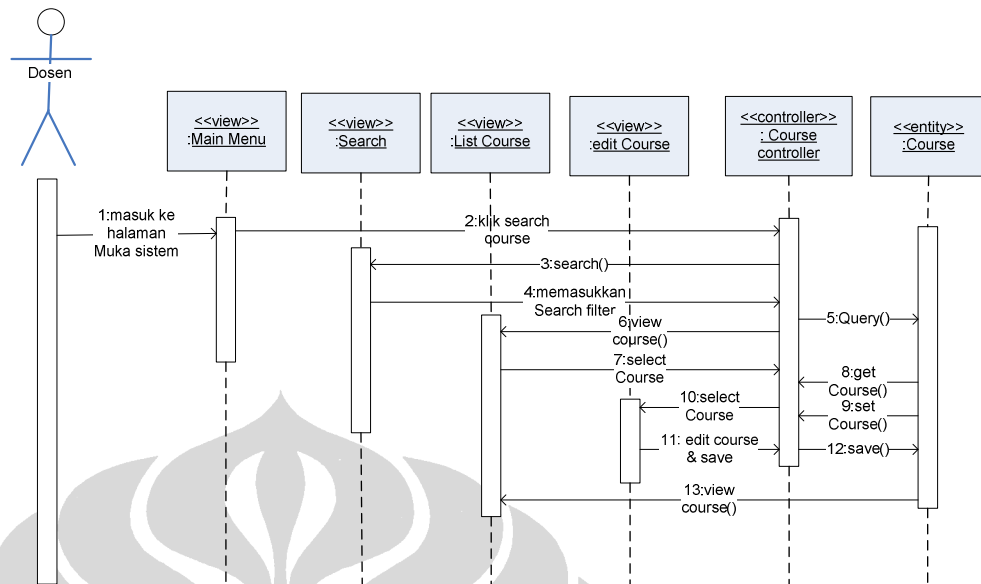 Dosen
<<view>>
:Main Menu
<<view>>
:Search
<<view>>
:List Course
<<view>>
:edit Course
<<controller>>
: Course
controller
<<entity>>
:Course
1:masuk ke
halaman
Muka sistem
2:klik search
course
3:search()
4:memasukkan
Search filter
5:Query()
6:view
course()
7:select
Course
8:get
Course()
9:set
Course()
10:select
Course
11: edit course
& save
12:save()
13:view
course()